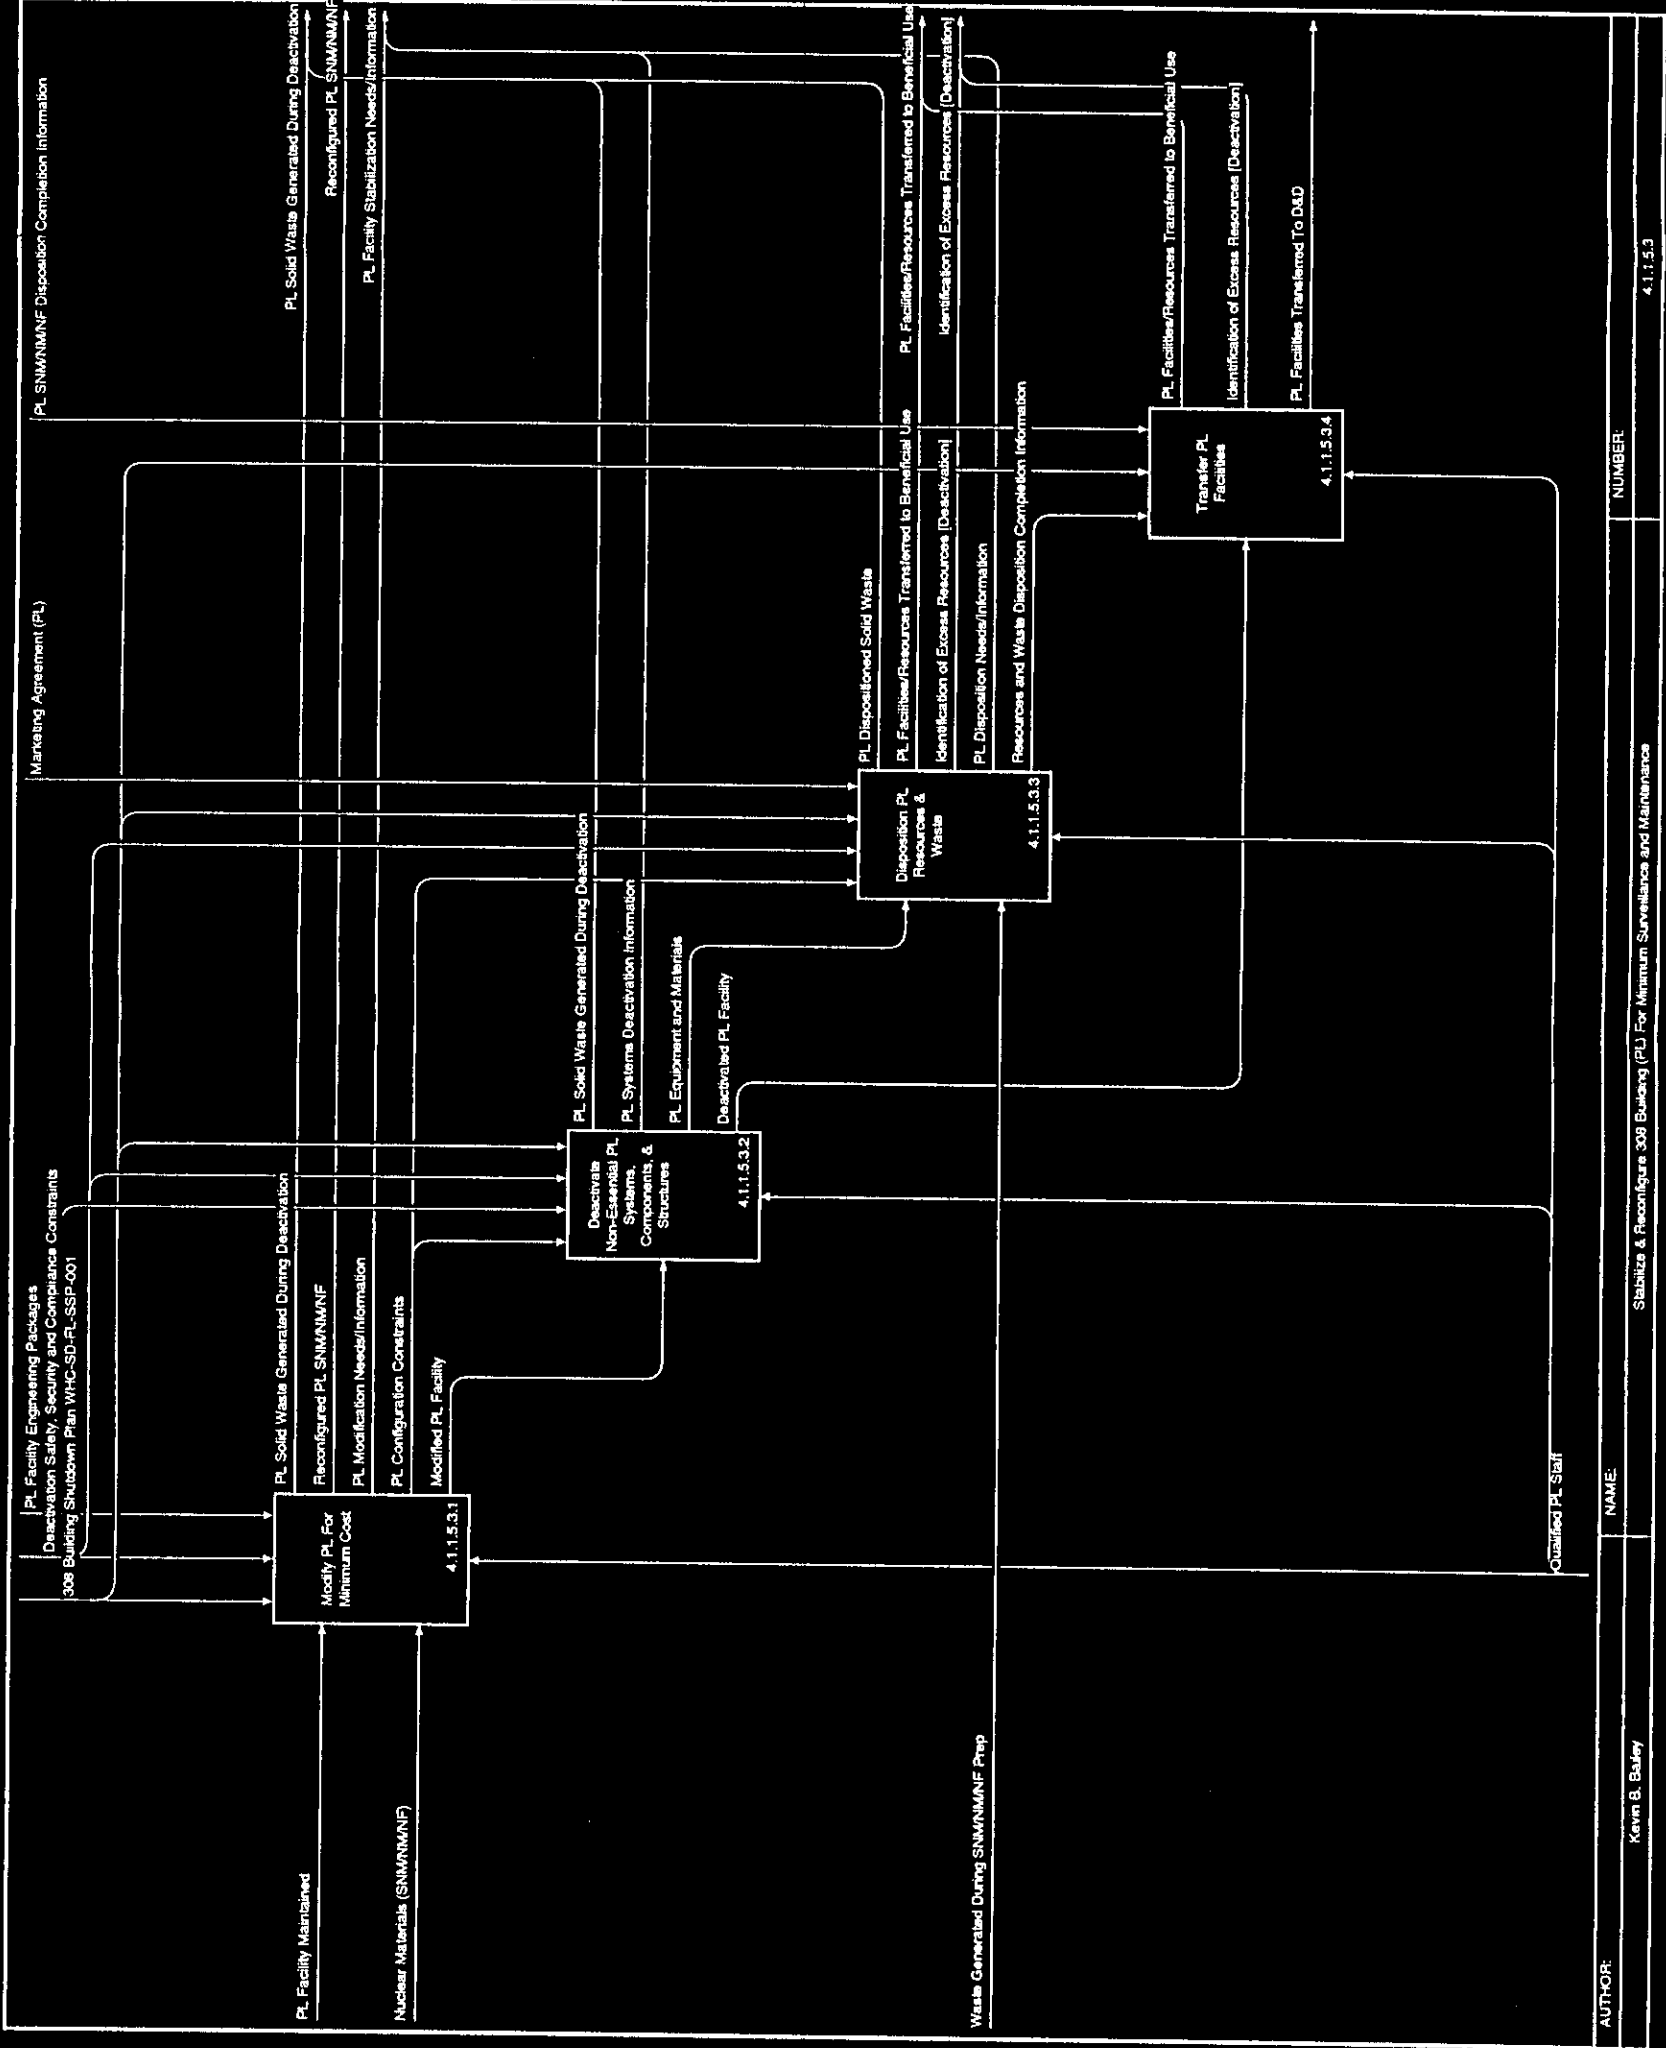 PL Facility Engineering Packages
Deactivation Safety, Security and Compliance Constraints
308 Building Shutdown Plan WHC-SD-FL-SSP-001
Marketing Agreement (PL)
PL SNM/NM/NF Disposition Completion Information
PL Facility Maintained
Nuclear Materials (SNM/NM/NF)
Waste Generated During SNM/NM/NF Prep
Modify PL For
Minimum Cost
4.1.1.5.3.1
PL Solid Waste Generated During Deactivation
Reconfigured PL SNM/NM/NF
PL Modification Needs/Information
PL Configuration Constraints
Modified PL Facility
PL Solid Waste Generated During Deactivation
Reconfigured PL SNM/NM/NF
PL Facility Stabilization Needs/Information
Deactivate
Non-Essential PL
Systems,
Components, &
Structures
4.1.1.5.3.2
PL Solid Waste Generated During Deactivation
PL Systems Deactivation Information
PL Equipment and Materials
Deactivated PL Facility
Disposition PL
Resources &
Waste
4.1.1.5.3.3
PL Dispositioned Solid Waste
PL Facilities/Resources Transferred to Beneficial Use
Identification of Excess Resources [Deactivation]
PL Disposition Needs/Information
Resources and Waste Disposition Completion Information
PL Facilities/Resources Transferred to Beneficial Use
Identification of Excess Resources [Deactivation]
Transfer PL
Facilities
4.1.1.5.3.4
PL Facilities/Resources Transferred to Beneficial Use
Identification of Excess Resources [Deactivation]
PL Facilities Transferred To D&D
Qualified PL Staff
AUTHOR:
Kevin B. Bailey
NAME:
Stabilize & Reconfigure 308 Building (PL) For Minimum Surveillance and Maintenance
NUMBER:
4.1.1.5.3